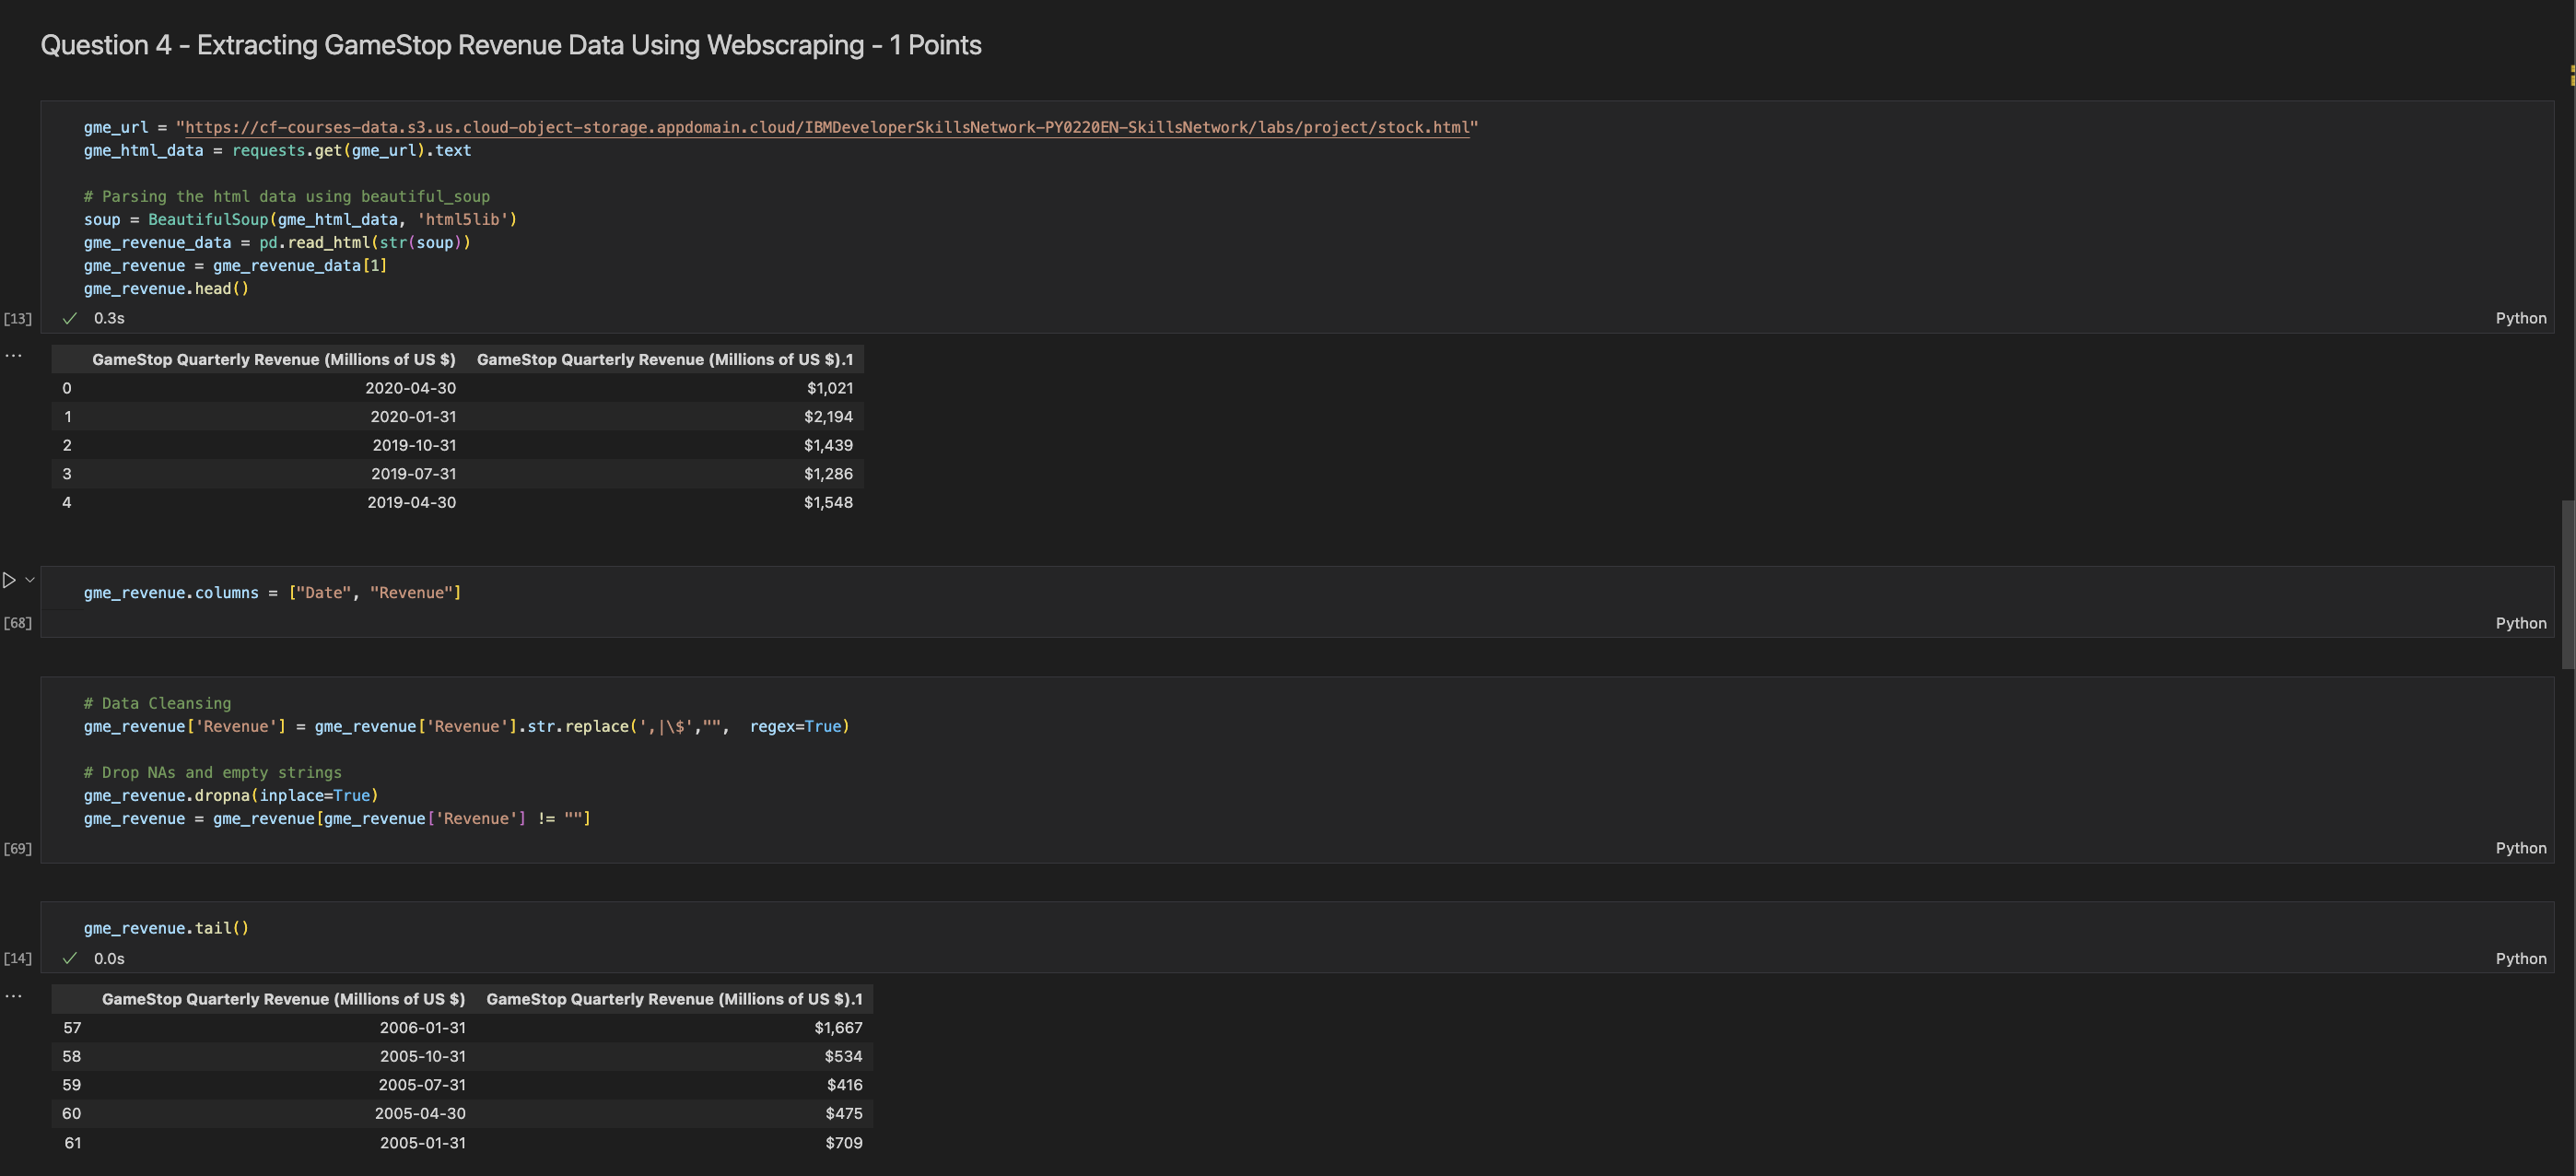 Question 4 - Extracting GameStop Revenue Data Using Webscraping - 1 Points
gme_url = "https://cf-courses-data.s3.us.cloud-object-storage.appdomain.cloud/IBMDeveloperSkillsNetwork-PY0220EN-SkillsNetwork/labs/project/stock.html"
gme_html_data = requests.get(gme_url).text
# Parsing the html data using beautiful_soup
soup = BeautifulSoup(gme_html_data, 'html5lib')
gme_revenue_data = pd.read_html(str(soup))
gme_revenue = gme_revenue_data[1]
gme_revenue.head()
[13] 0.3s Python
... GameStop Quarterly Revenue (Millions of US $) GameStop Quarterly Revenue (Millions of US $).1
0 2020-04-30 $1,021
1 2020-01-31 $2,194
2 2019-10-31 $1,439
3 2019-07-31 $1,286
4 2019-04-30 $1,548
gme_revenue.columns = ["Date", "Revenue"]
[68] Python
# Data Cleansing
gme_revenue['Revenue'] = gme_revenue['Revenue'].str.replace(',|\$',"",  regex=True)
# Drop NAs and empty strings
gme_revenue.dropna(inplace=True)
gme_revenue = gme_revenue[gme_revenue['Revenue'] != ""]
[69] Python
gme_revenue.tail()
[14] 0.0s Python
... GameStop Quarterly Revenue (Millions of US $) GameStop Quarterly Revenue (Millions of US $).1
57 2006-01-31 $1,667
58 2005-10-31 $534
59 2005-07-31 $416
60 2005-04-30 $475
61 2005-01-31 $709